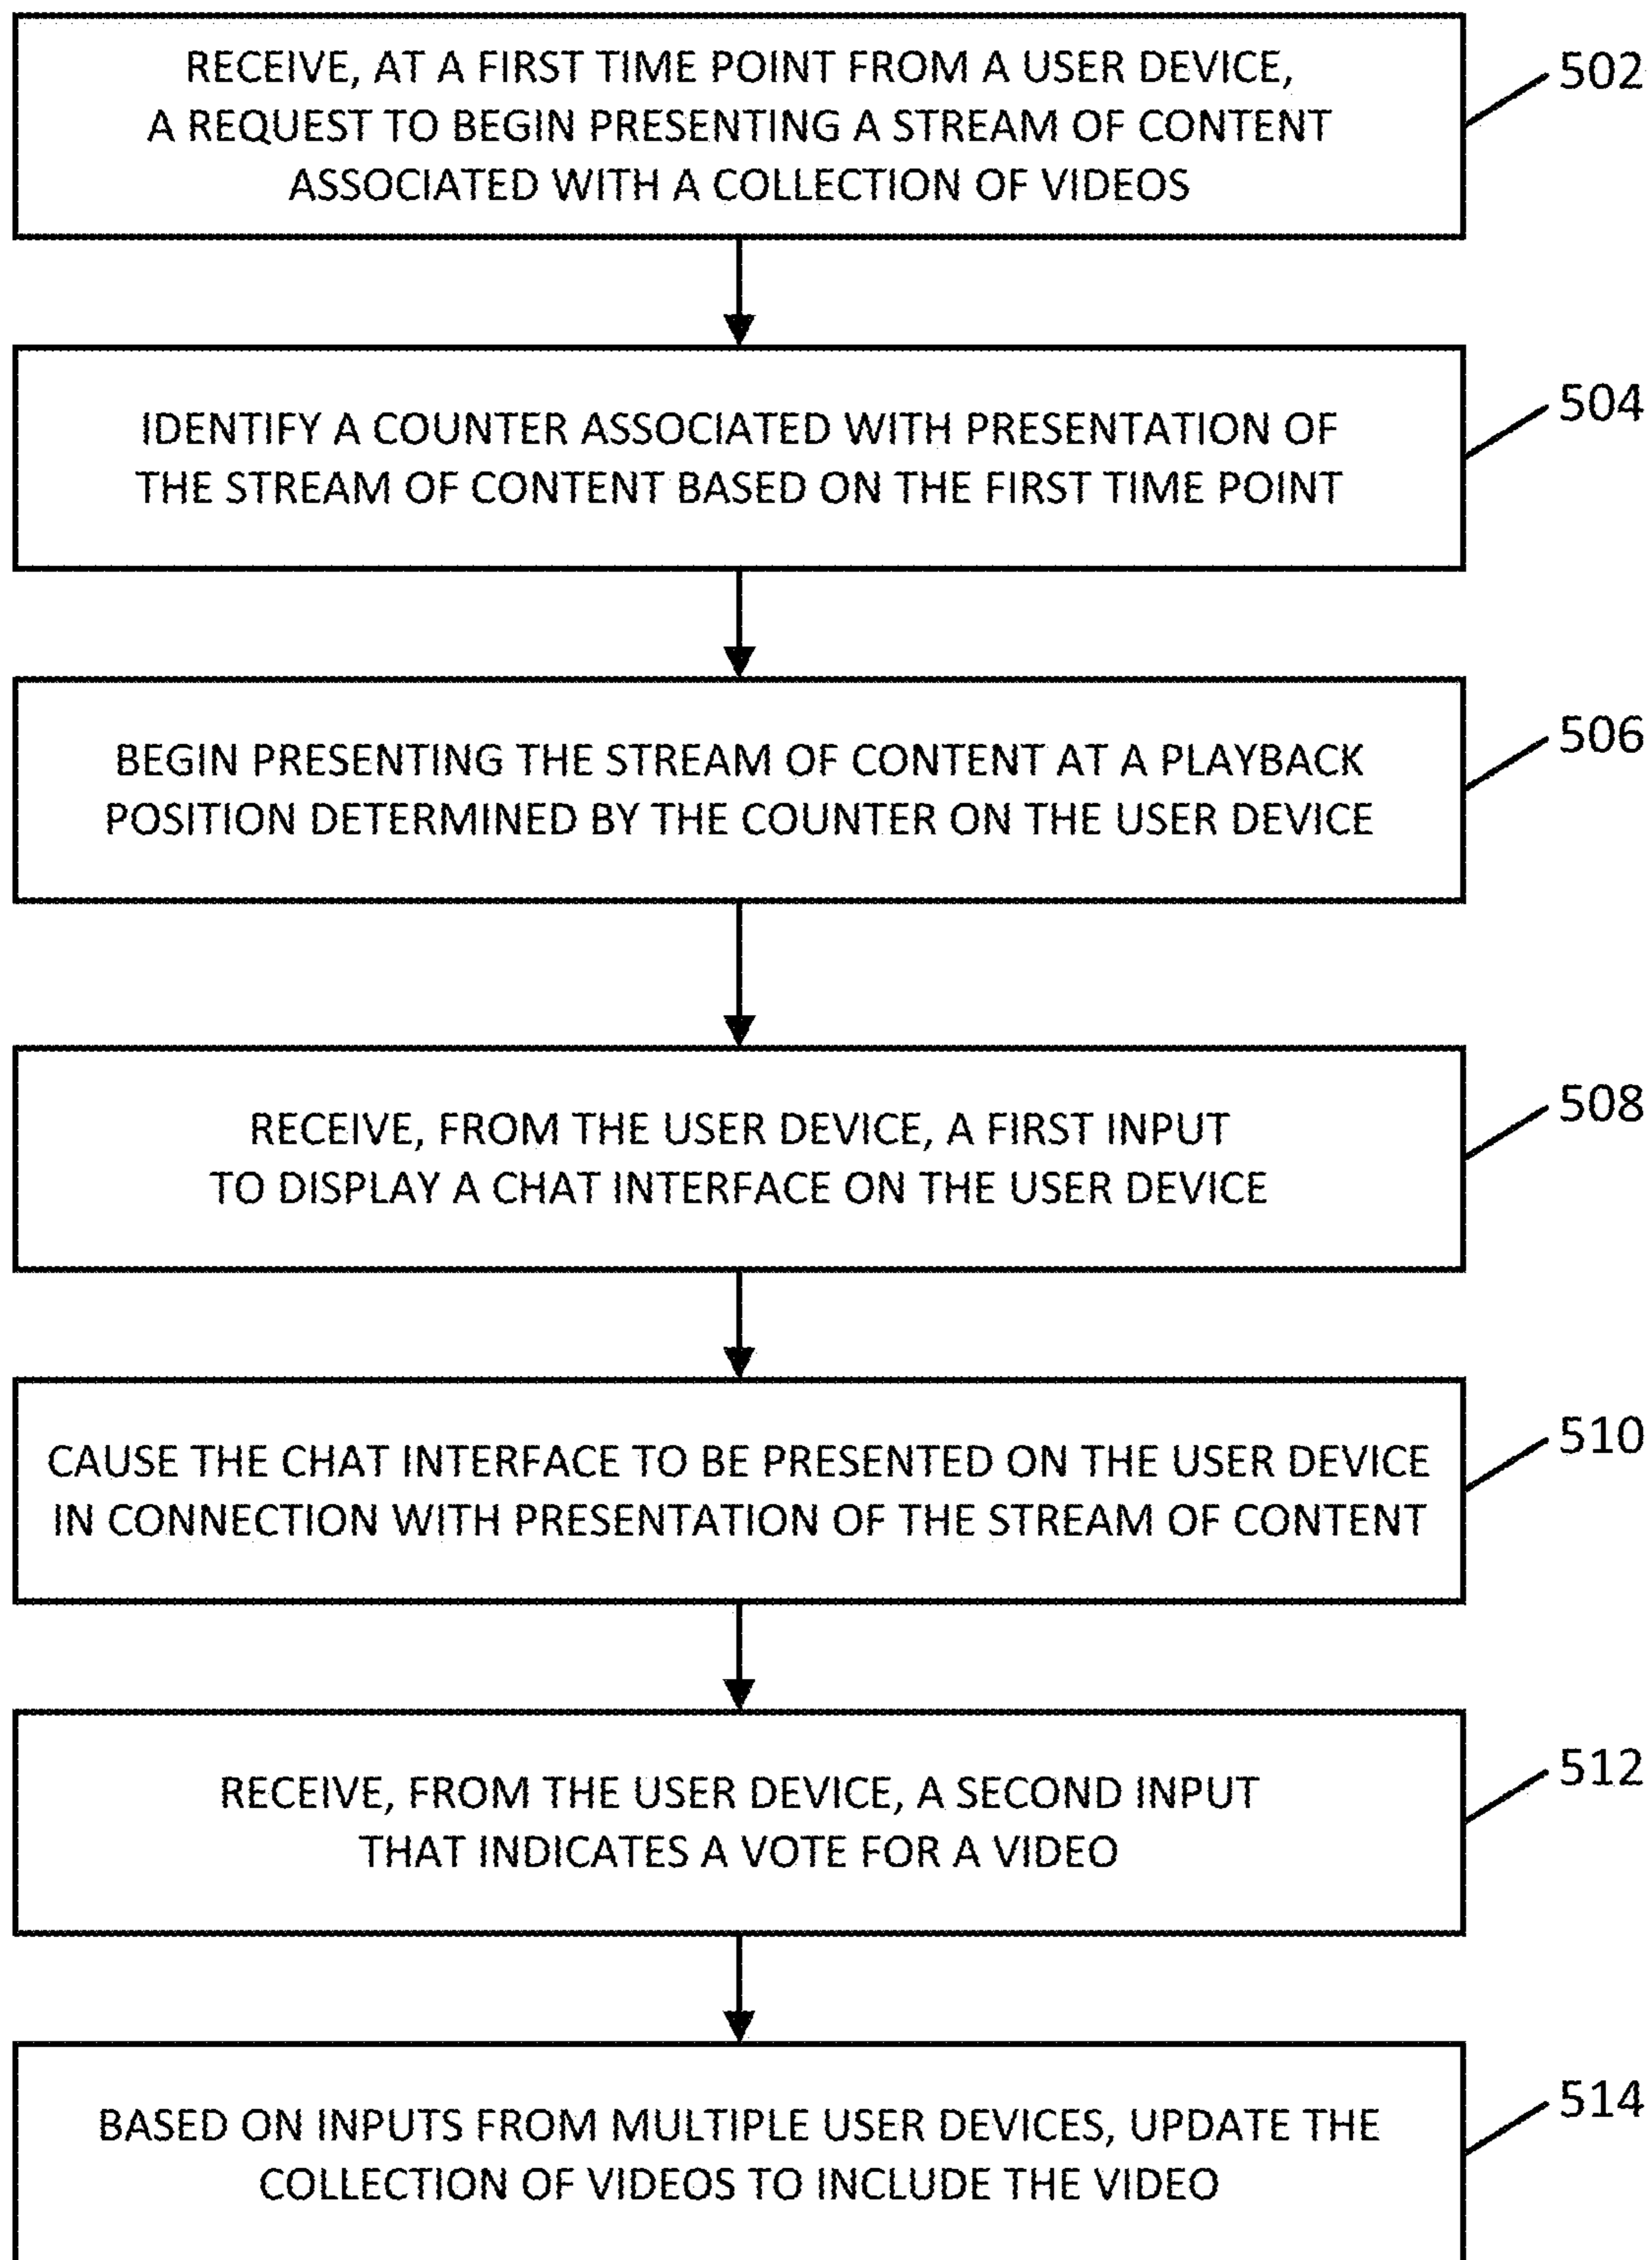 RECEIVE, AT A FIRST TIME POINT FROM A USER DEVICE,
A REQUEST TO BEGIN PRESENTING A STREAM OF CONTENT
ASSOCIATED WITH A COLLECTION OF VIDEOS
502
IDENTIFY A COUNTER ASSOCIATED WITH PRESENTATION OF
THE STREAM OF CONTENT BASED ON THE FIRST TIME POINT
504
BEGIN PRESENTING THE STREAM OF CONTENT AT A PLAYBACK
POSITION DETERMINED BY THE COUNTER ON THE USER DEVICE
506
RECEIVE, FROM THE USER DEVICE, A FIRST INPUT
TO DISPLAY A CHAT INTERFACE ON THE USER DEVICE
508
CAUSE THE CHAT INTERFACE TO BE PRESENTED ON THE USER DEVICE
IN CONNECTION WITH PRESENTATION OF THE STREAM OF CONTENT
510
RECEIVE, FROM THE USER DEVICE, A SECOND INPUT
THAT INDICATES A VOTE FOR A VIDEO
512
BASED ON INPUTS FROM MULTIPLE USER DEVICES, UPDATE THE
COLLECTION OF VIDEOS TO INCLUDE THE VIDEO
514